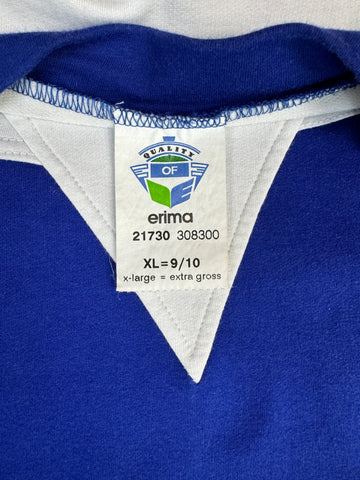 QUALITY
OF
erima
21730 308300
XL=9/10
x-large = extra gross